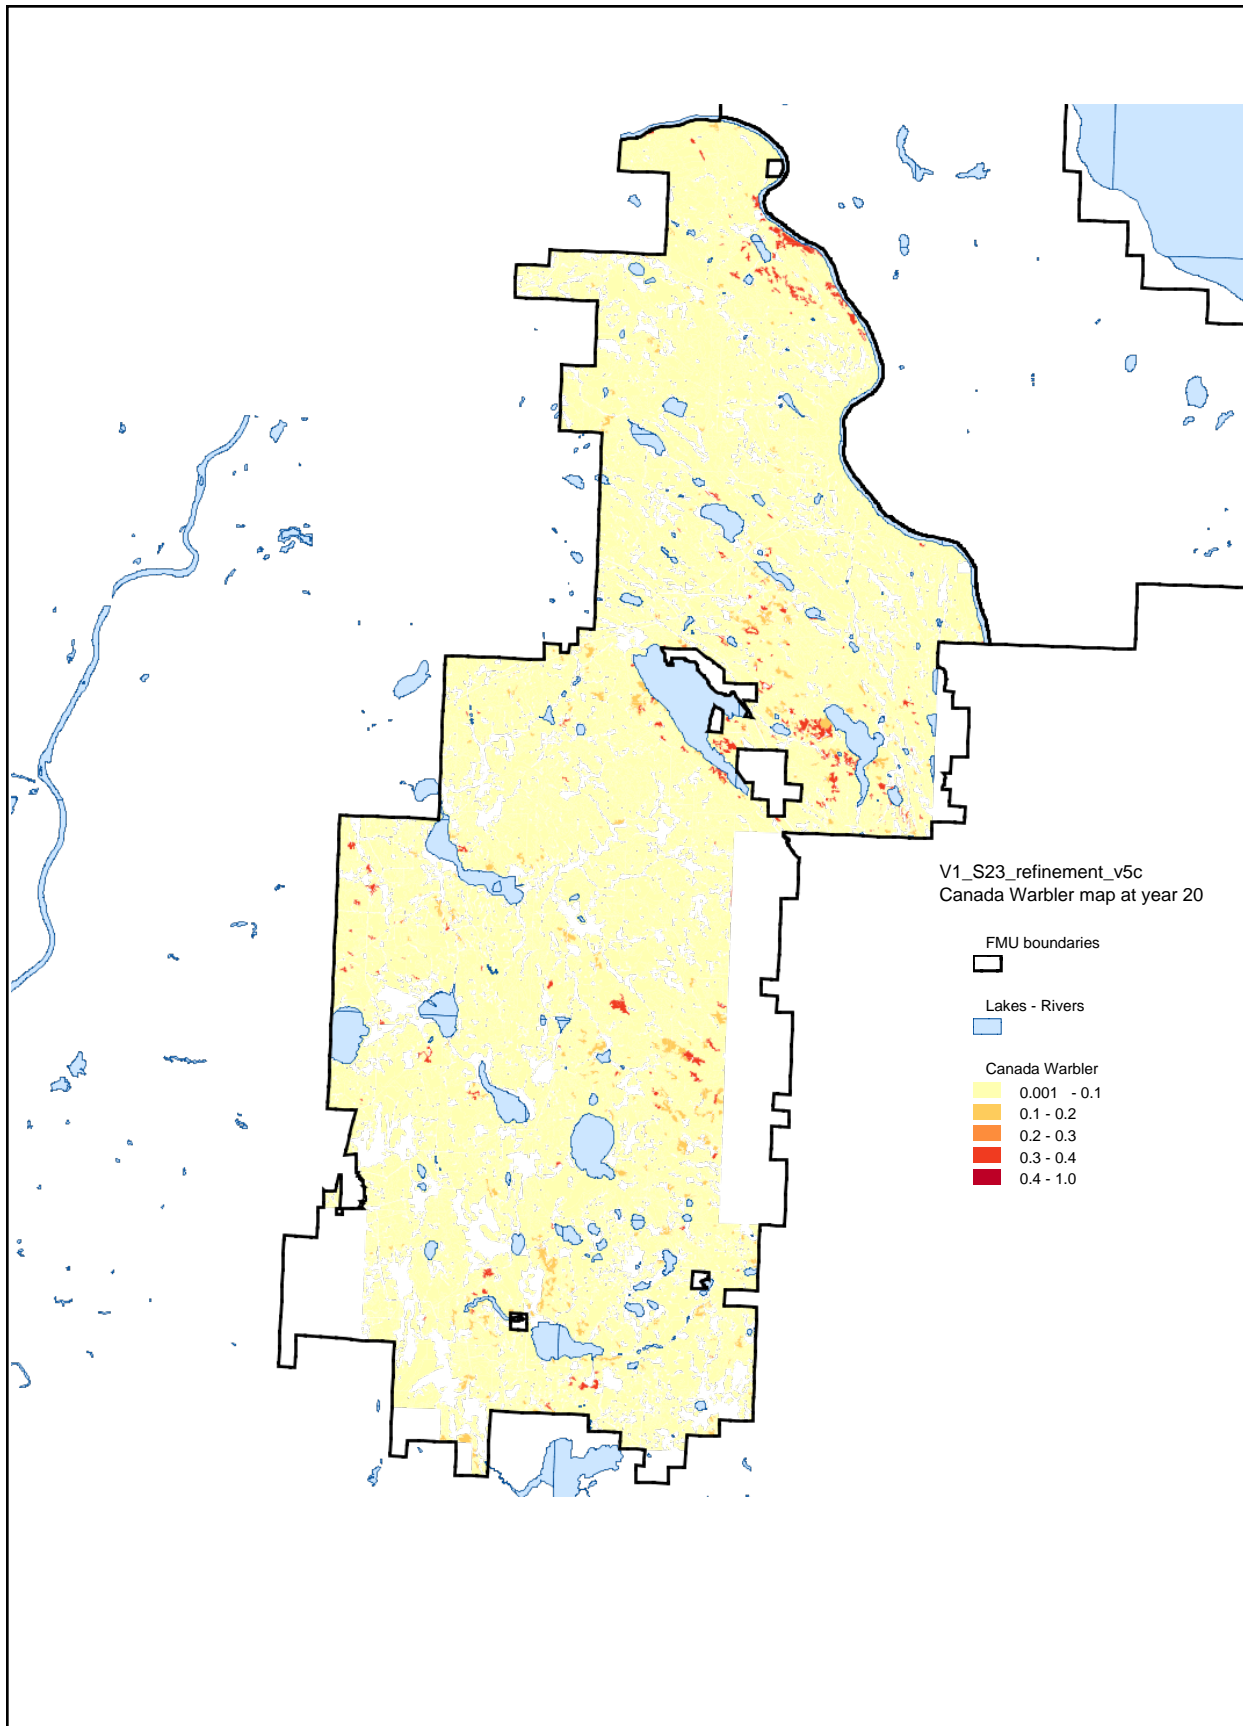 V1_S23_refinement_v5c
Canada Warbler map at year 20
FMU boundaries
Lakes - Rivers
Canada Warbler
0.001 - 0.1
0.1 - 0.2
0.2 - 0.3
0.3 - 0.4
0.4 - 1.0